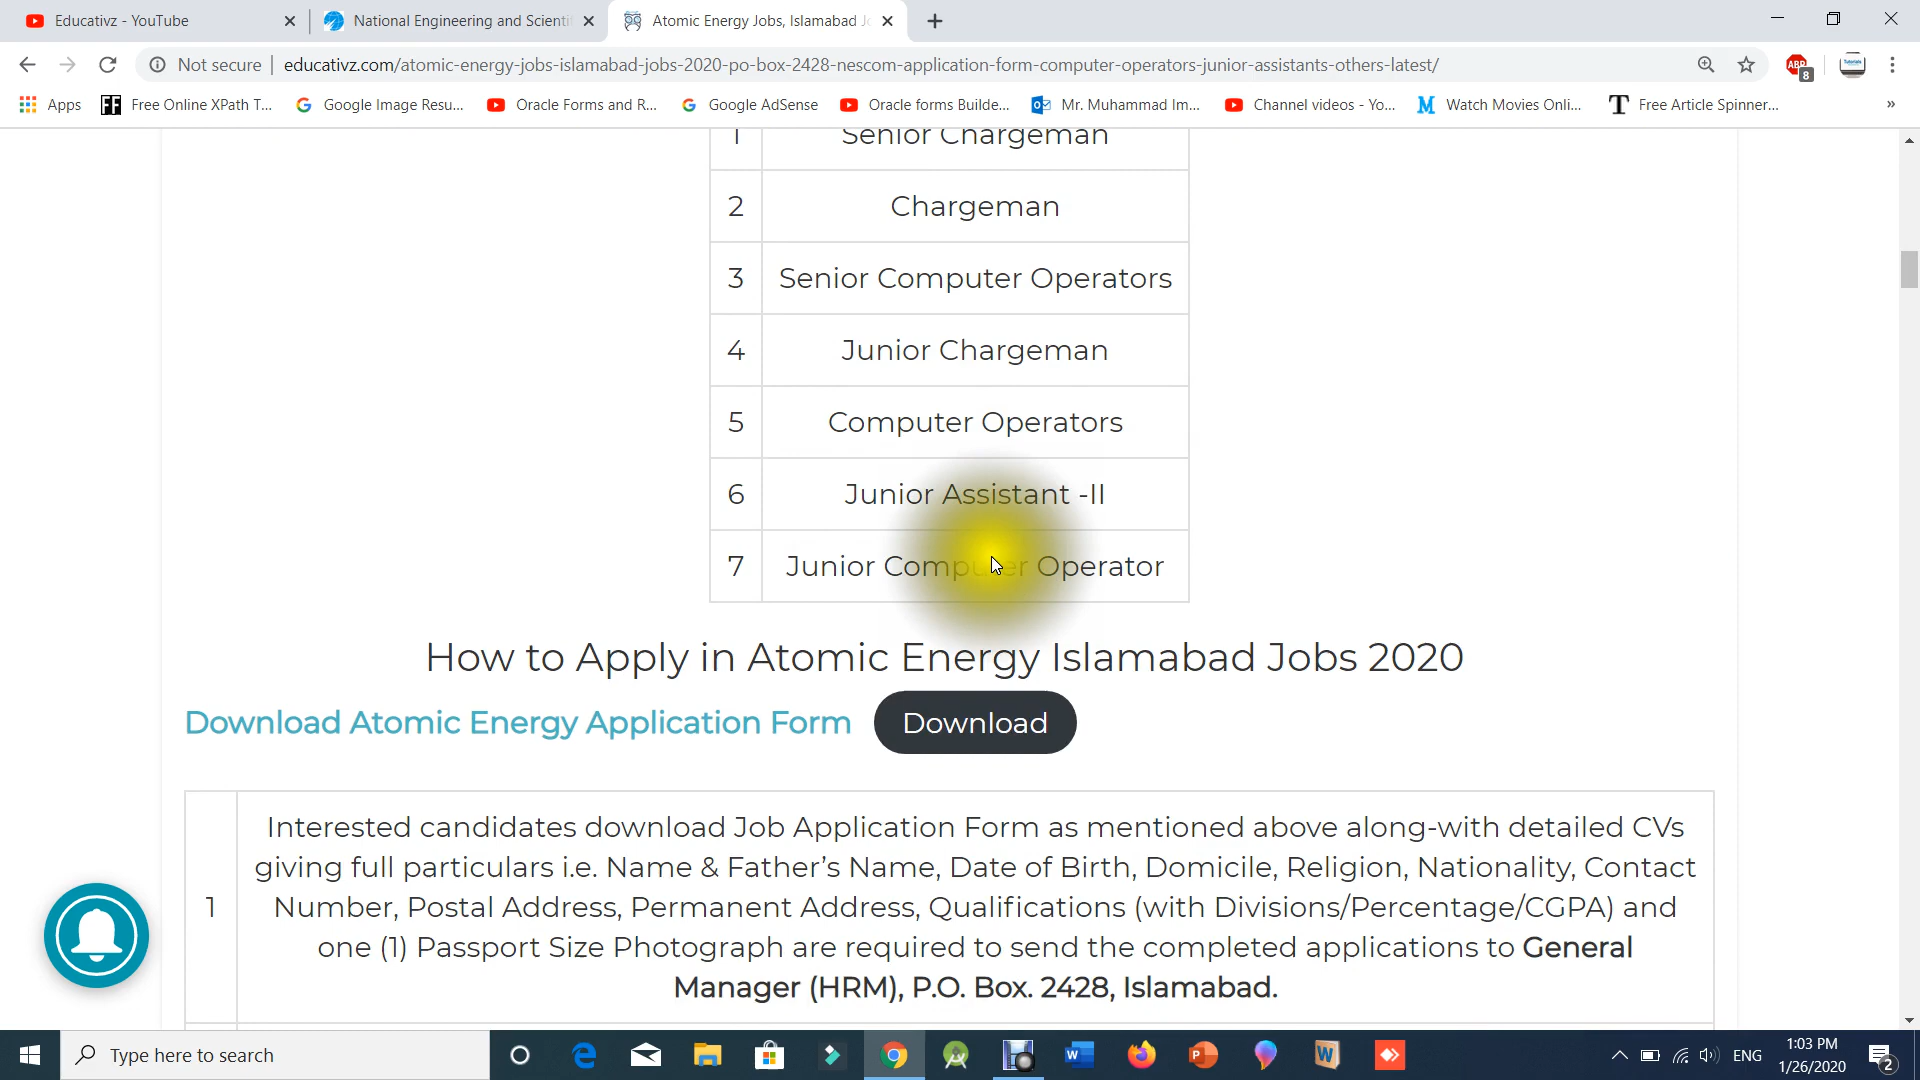 Educativz - YouTube
National Engineering and Scienti
Atomic Energy Jobs, Islamabad J
Not secure
educativz.com/atomic-energy-jobs-islamabad-jobs-2020-po-box-2428-nescom-application-form-computer-operators-junior-assistants-others-latest/
ABP
8
Apps
Free Online XPath T...
Google Image Resu...
Oracle Forms and R...
Google AdSense
Oracle forms Builde...
Mr. Muhammad Im...
Channel videos - Yo...
Watch Movies Onli...
Free Article Spinner...
»
1 Senior Chargeman
2 Chargeman
3 Senior Computer Operators
4 Junior Chargeman
5 Computer Operators
6 Junior Assistant -II
7 Junior Computer Operator
How to Apply in Atomic Energy Islamabad Jobs 2020
Download Atomic Energy Application Form Download
Interested candidates download Job Application Form as mentioned above along-with detailed CVs
giving full particulars i.e. Name & Father's Name, Date of Birth, Domicile, Religion, Nationality, Contact
1 Number, Postal Address, Permanent Address, Qualifications (with Divisions/Percentage/CGPA) and
one (1) Passport Size Photograph are required to send the completed applications to General
Manager (HRM), P.O. Box. 2428, Islamabad.
Type here to search
ENG
1:03 PM
1/26/2020
2